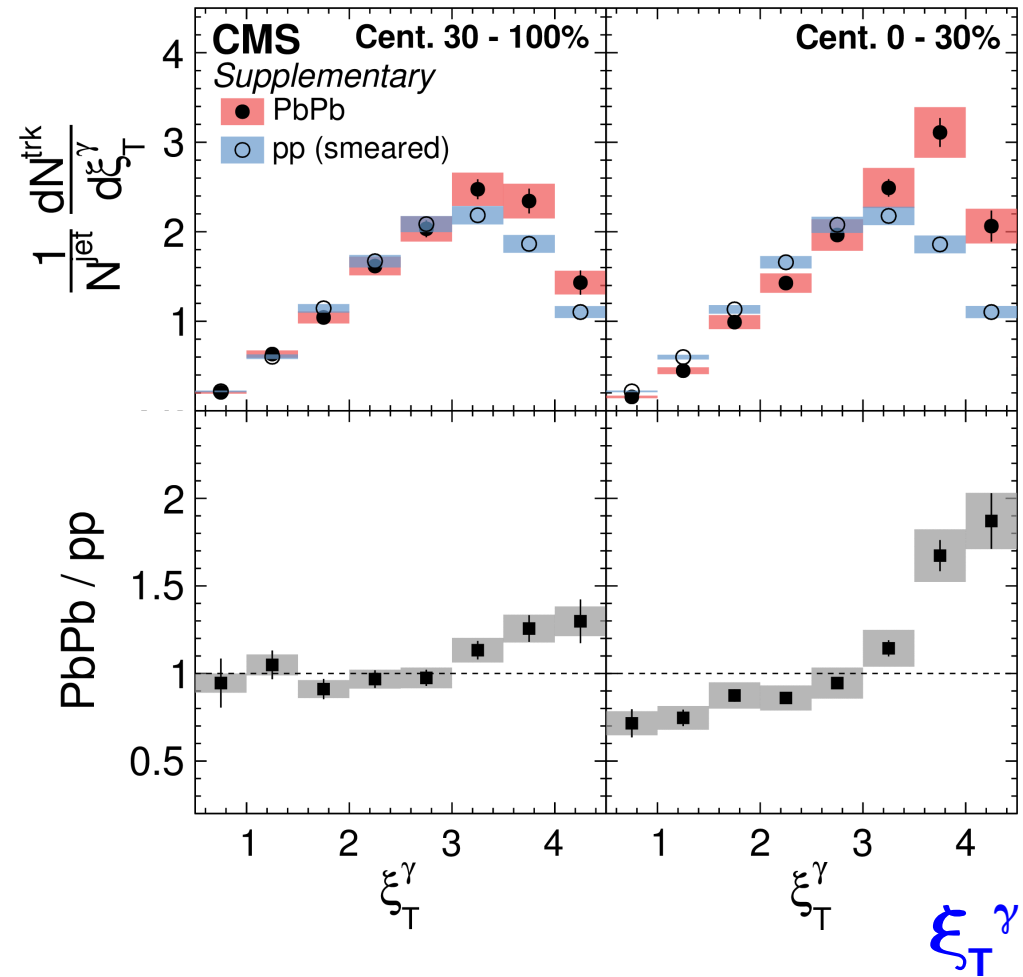 CMS Cent. 30 - 100%
Supplementary
PbPb
pp (smeared)
Cent. 0 - 30%
4
3
2
1
1/N^jet dN^trk/dξ_T^γ
2
1.5
1
0.5
PbPb / pp
1 2 3 4
1 2 3 4
ξ_T^γ
ξ_T^γ
ξ_T^γ